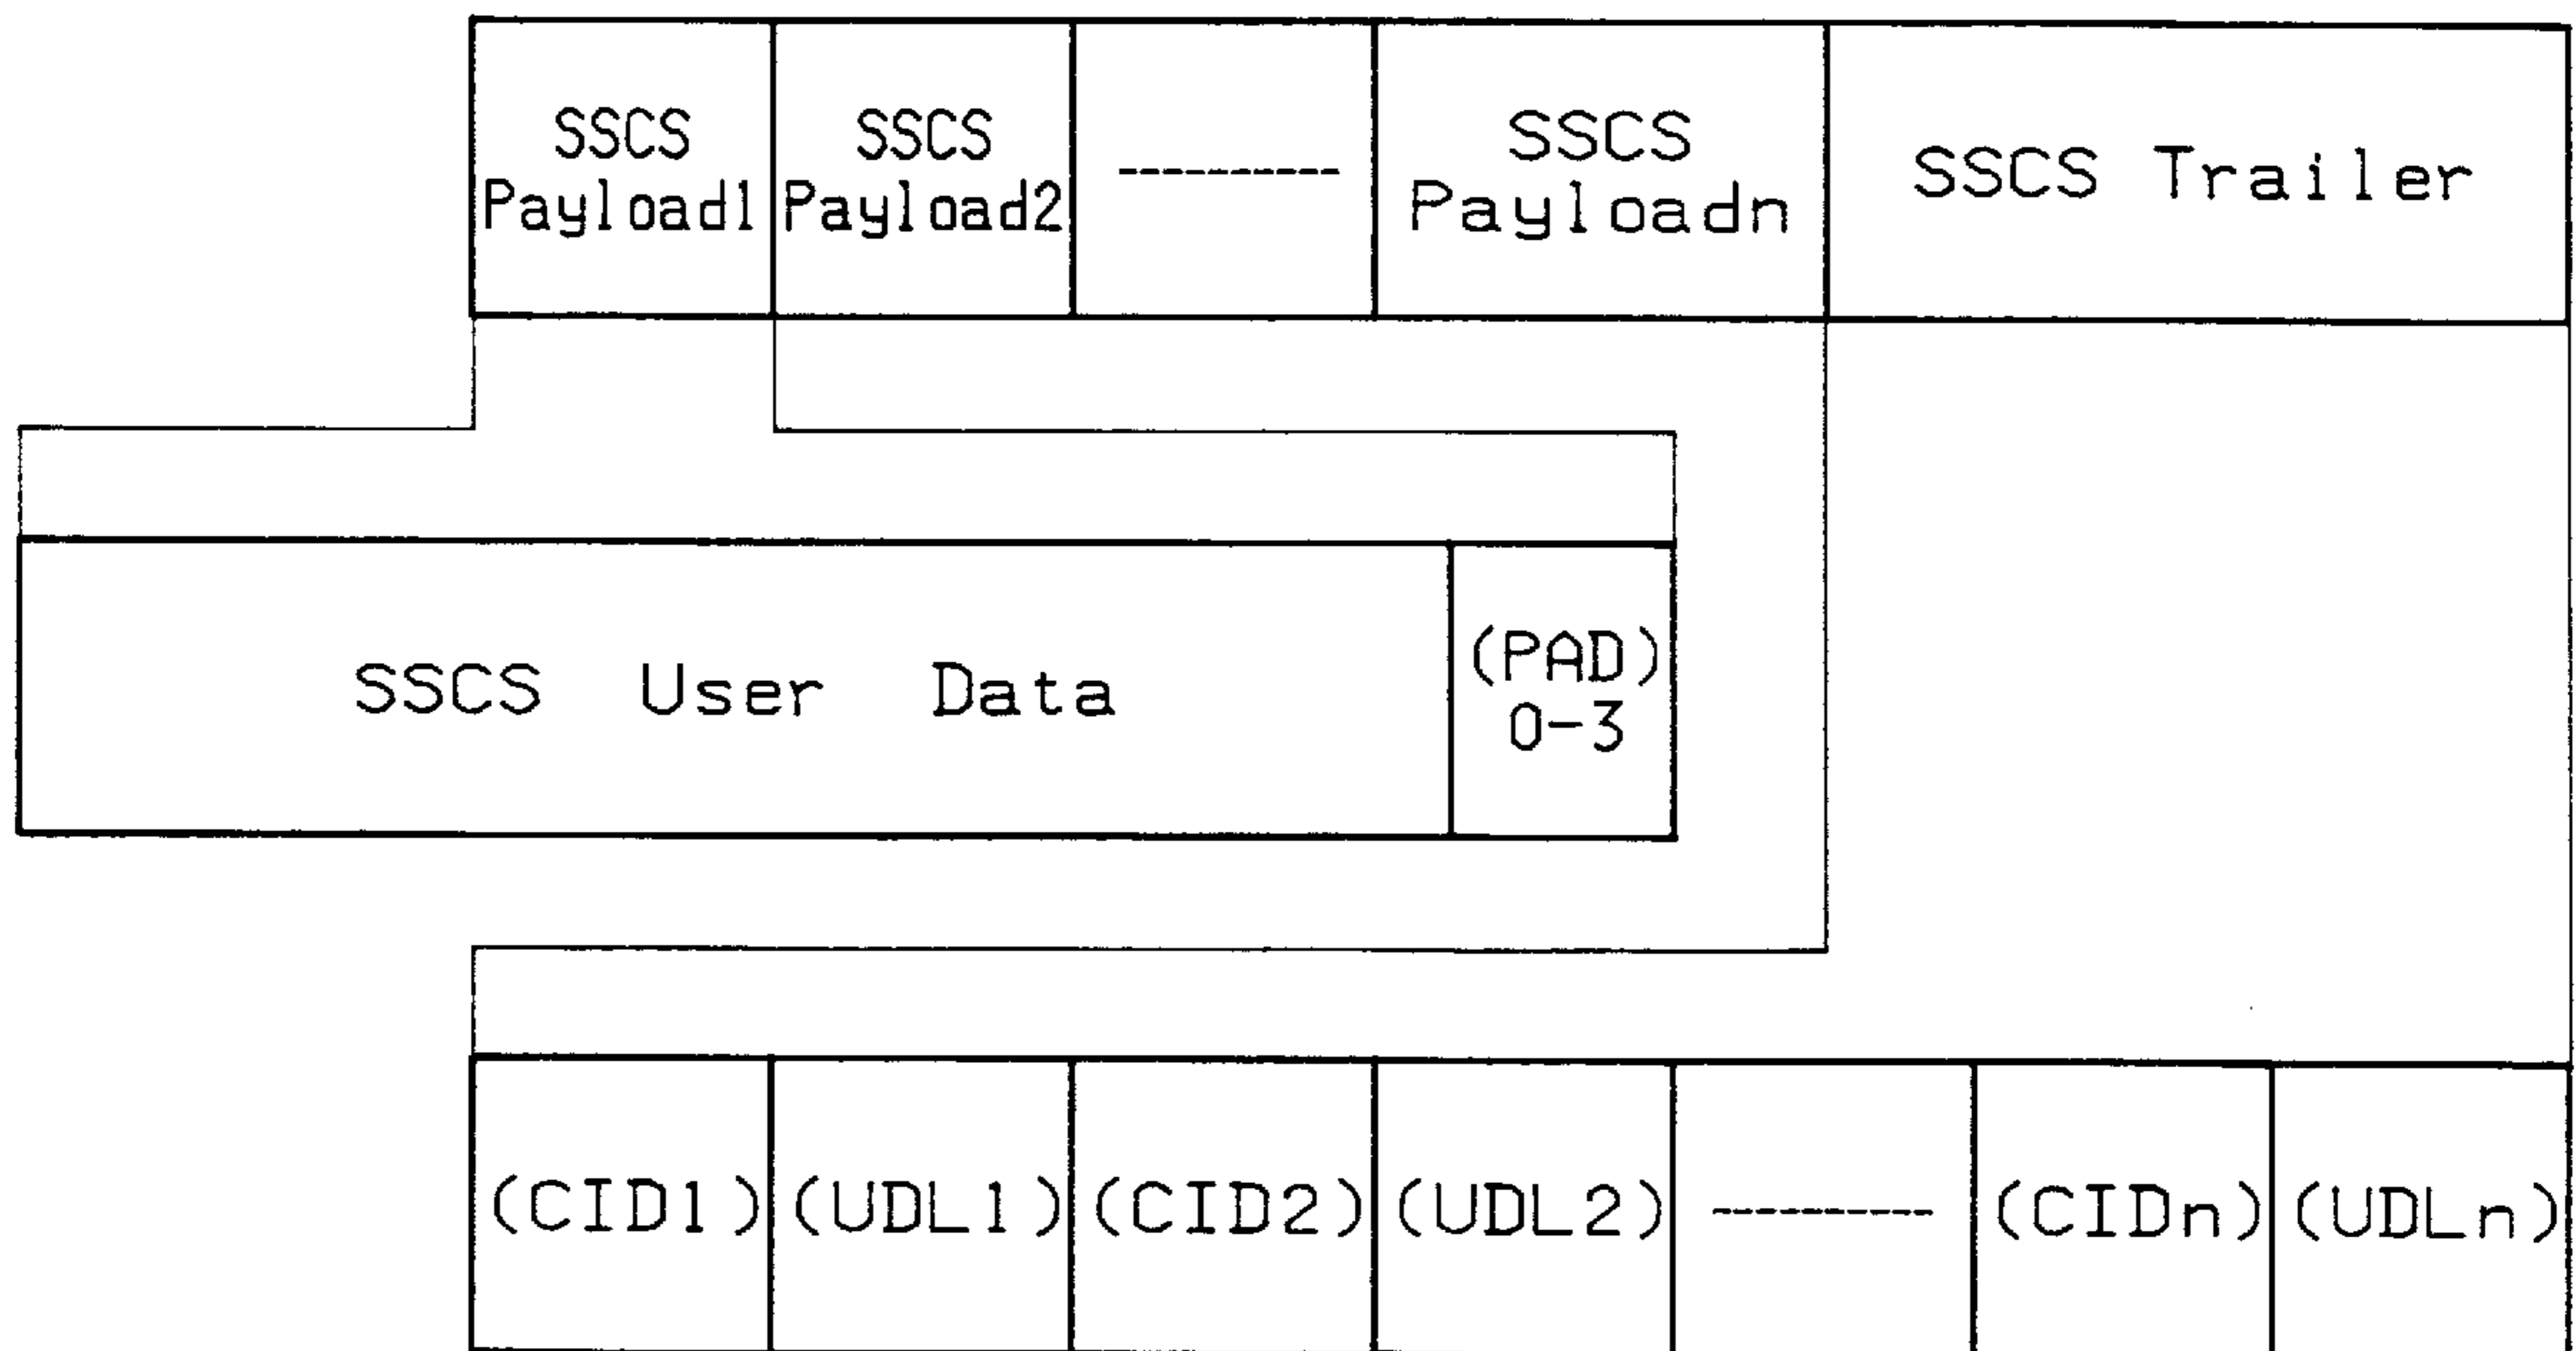 SSCS
Payload1
SSCS
Payload2
---------
SSCS
Payloadn
SSCS Trailer
SSCS User Data
(PAD)
0-3
(CID1)
(UDL1)
(CID2)
(UDL2)
---------
(CIDn)
(UDLn)